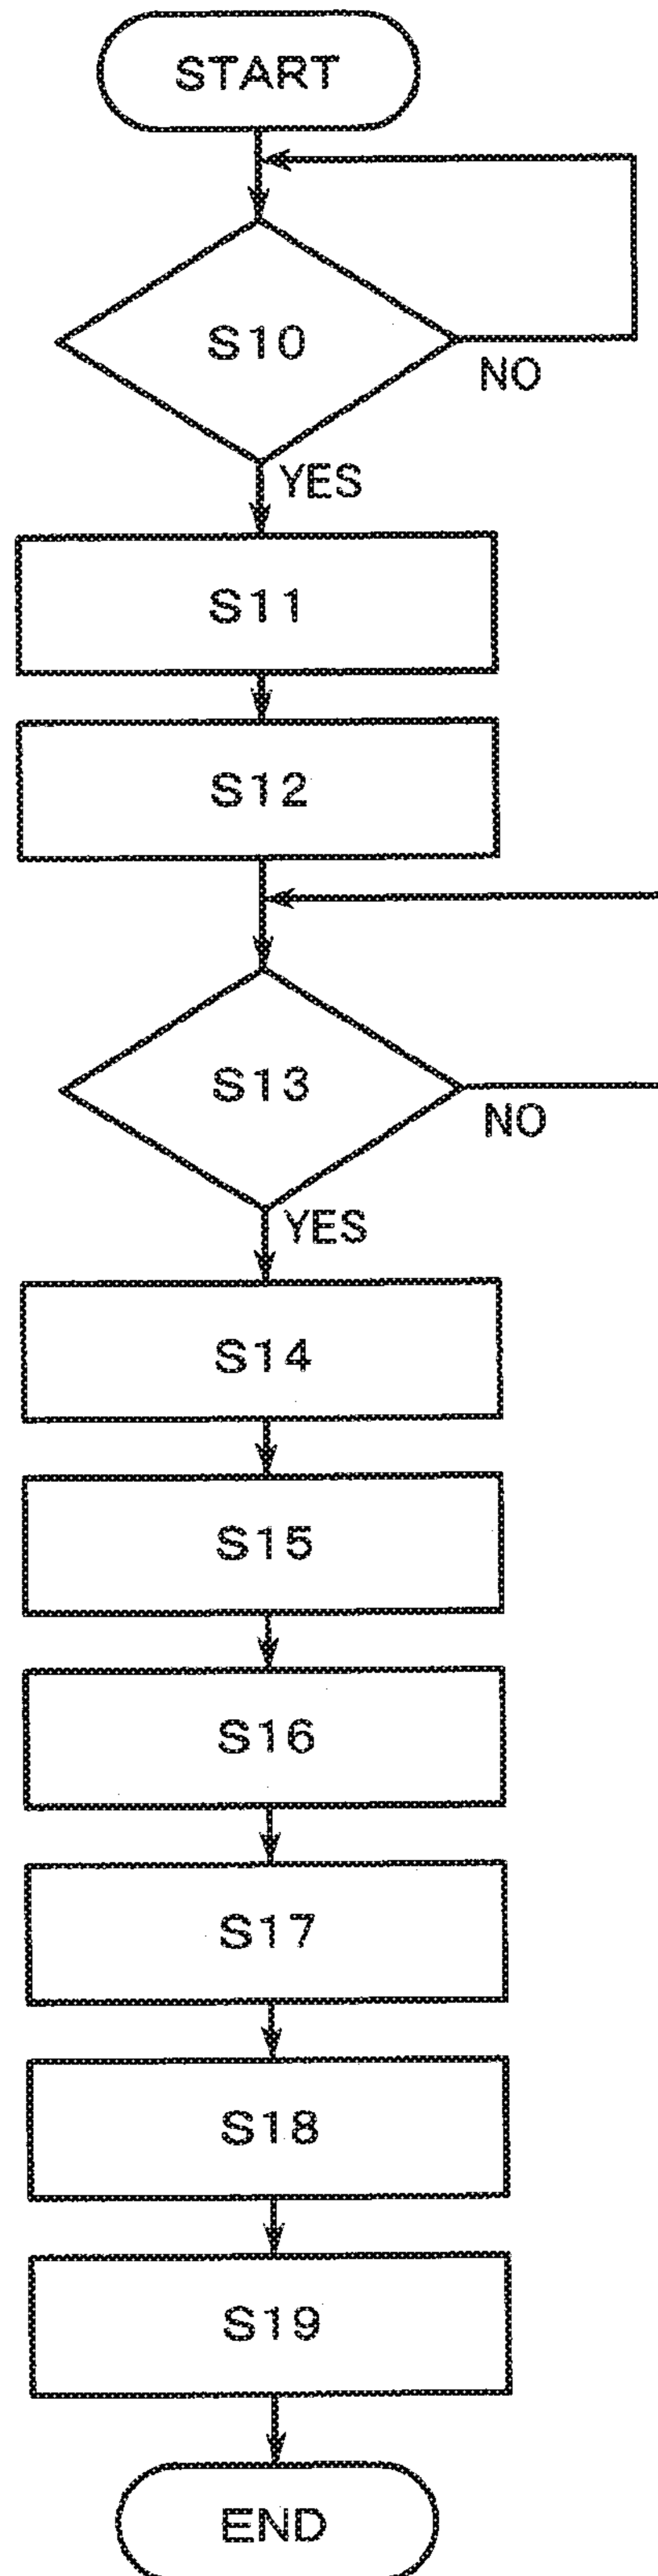 START
S10
NO
YES
S11
S12
S13
NO
YES
S14
S15
S16
S17
S18
S19
END